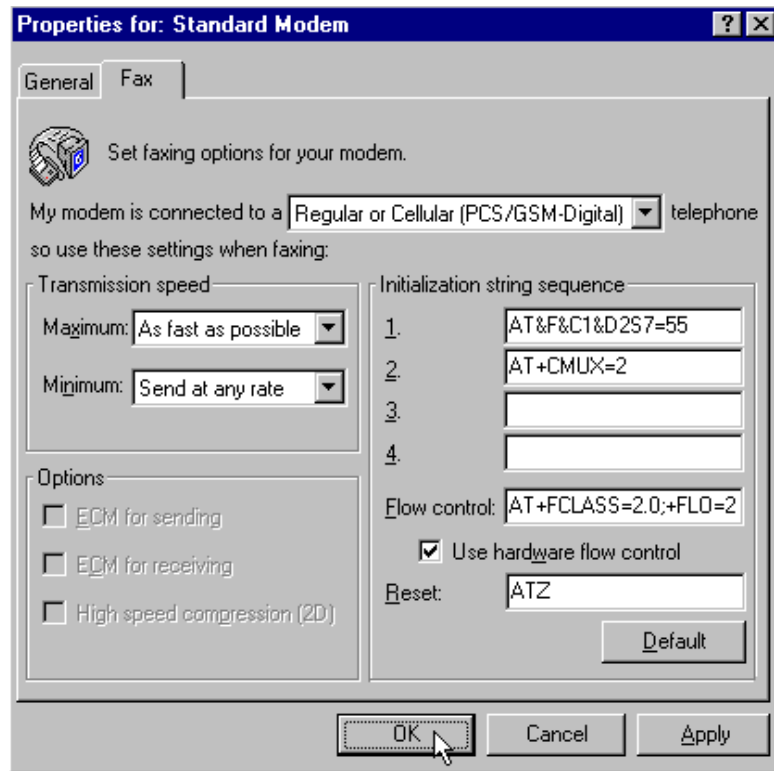 Properties for: Standard Modem
General
Fax
Set faxing options for your modem.
My modem is connected to a Regular or Cellular (PCS/GSM-Digital) telephone
so use these settings when faxing:
Transmission speed
Maximum: As fast as possible
Minimum: Send at any rate
Options
ECM for sending
ECM for receiving
High speed compression (2D)
Initialization string sequence
1. AT&F&C1&D2S7=55
2. AT+CMUX=2
3.
4.
Flow control: AT+FCLASS=2.0;+FLO=2
Use hardware flow control
Reset: ATZ
Default
OK
Cancel
Apply